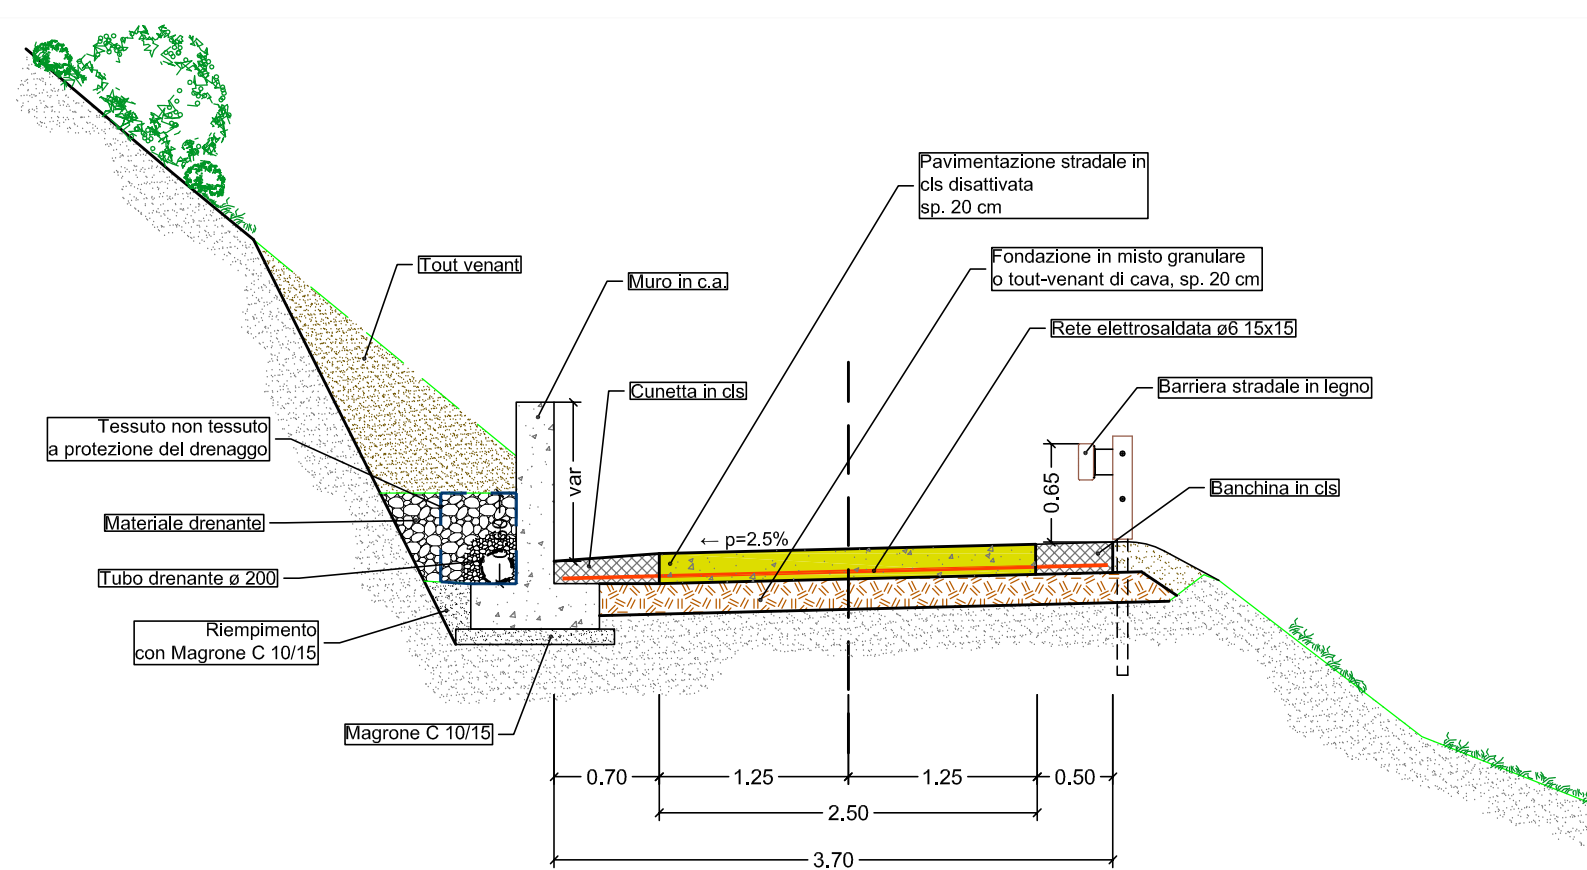 Pavimentazione stradale in
cls disattivata
sp. 20 cm
Fondazione in misto granulare
o tout-venant di cava, sp. 20 cm
Tout venant
Muro in c.a.
Rete elettrosaldata ø6 15x15
Cunetta in cls
Barriera stradale in legno
Tessuto non tessuto
a protezione del drenaggo
var
0.65
Banchina in cls
Materiale drenante
← p=2.5%
Tubo drenante ø 200
Riempimento
con Magrone C 10/15
Magrone C 10/15
0.70
1.25
1.25
0.50
2.50
3.70